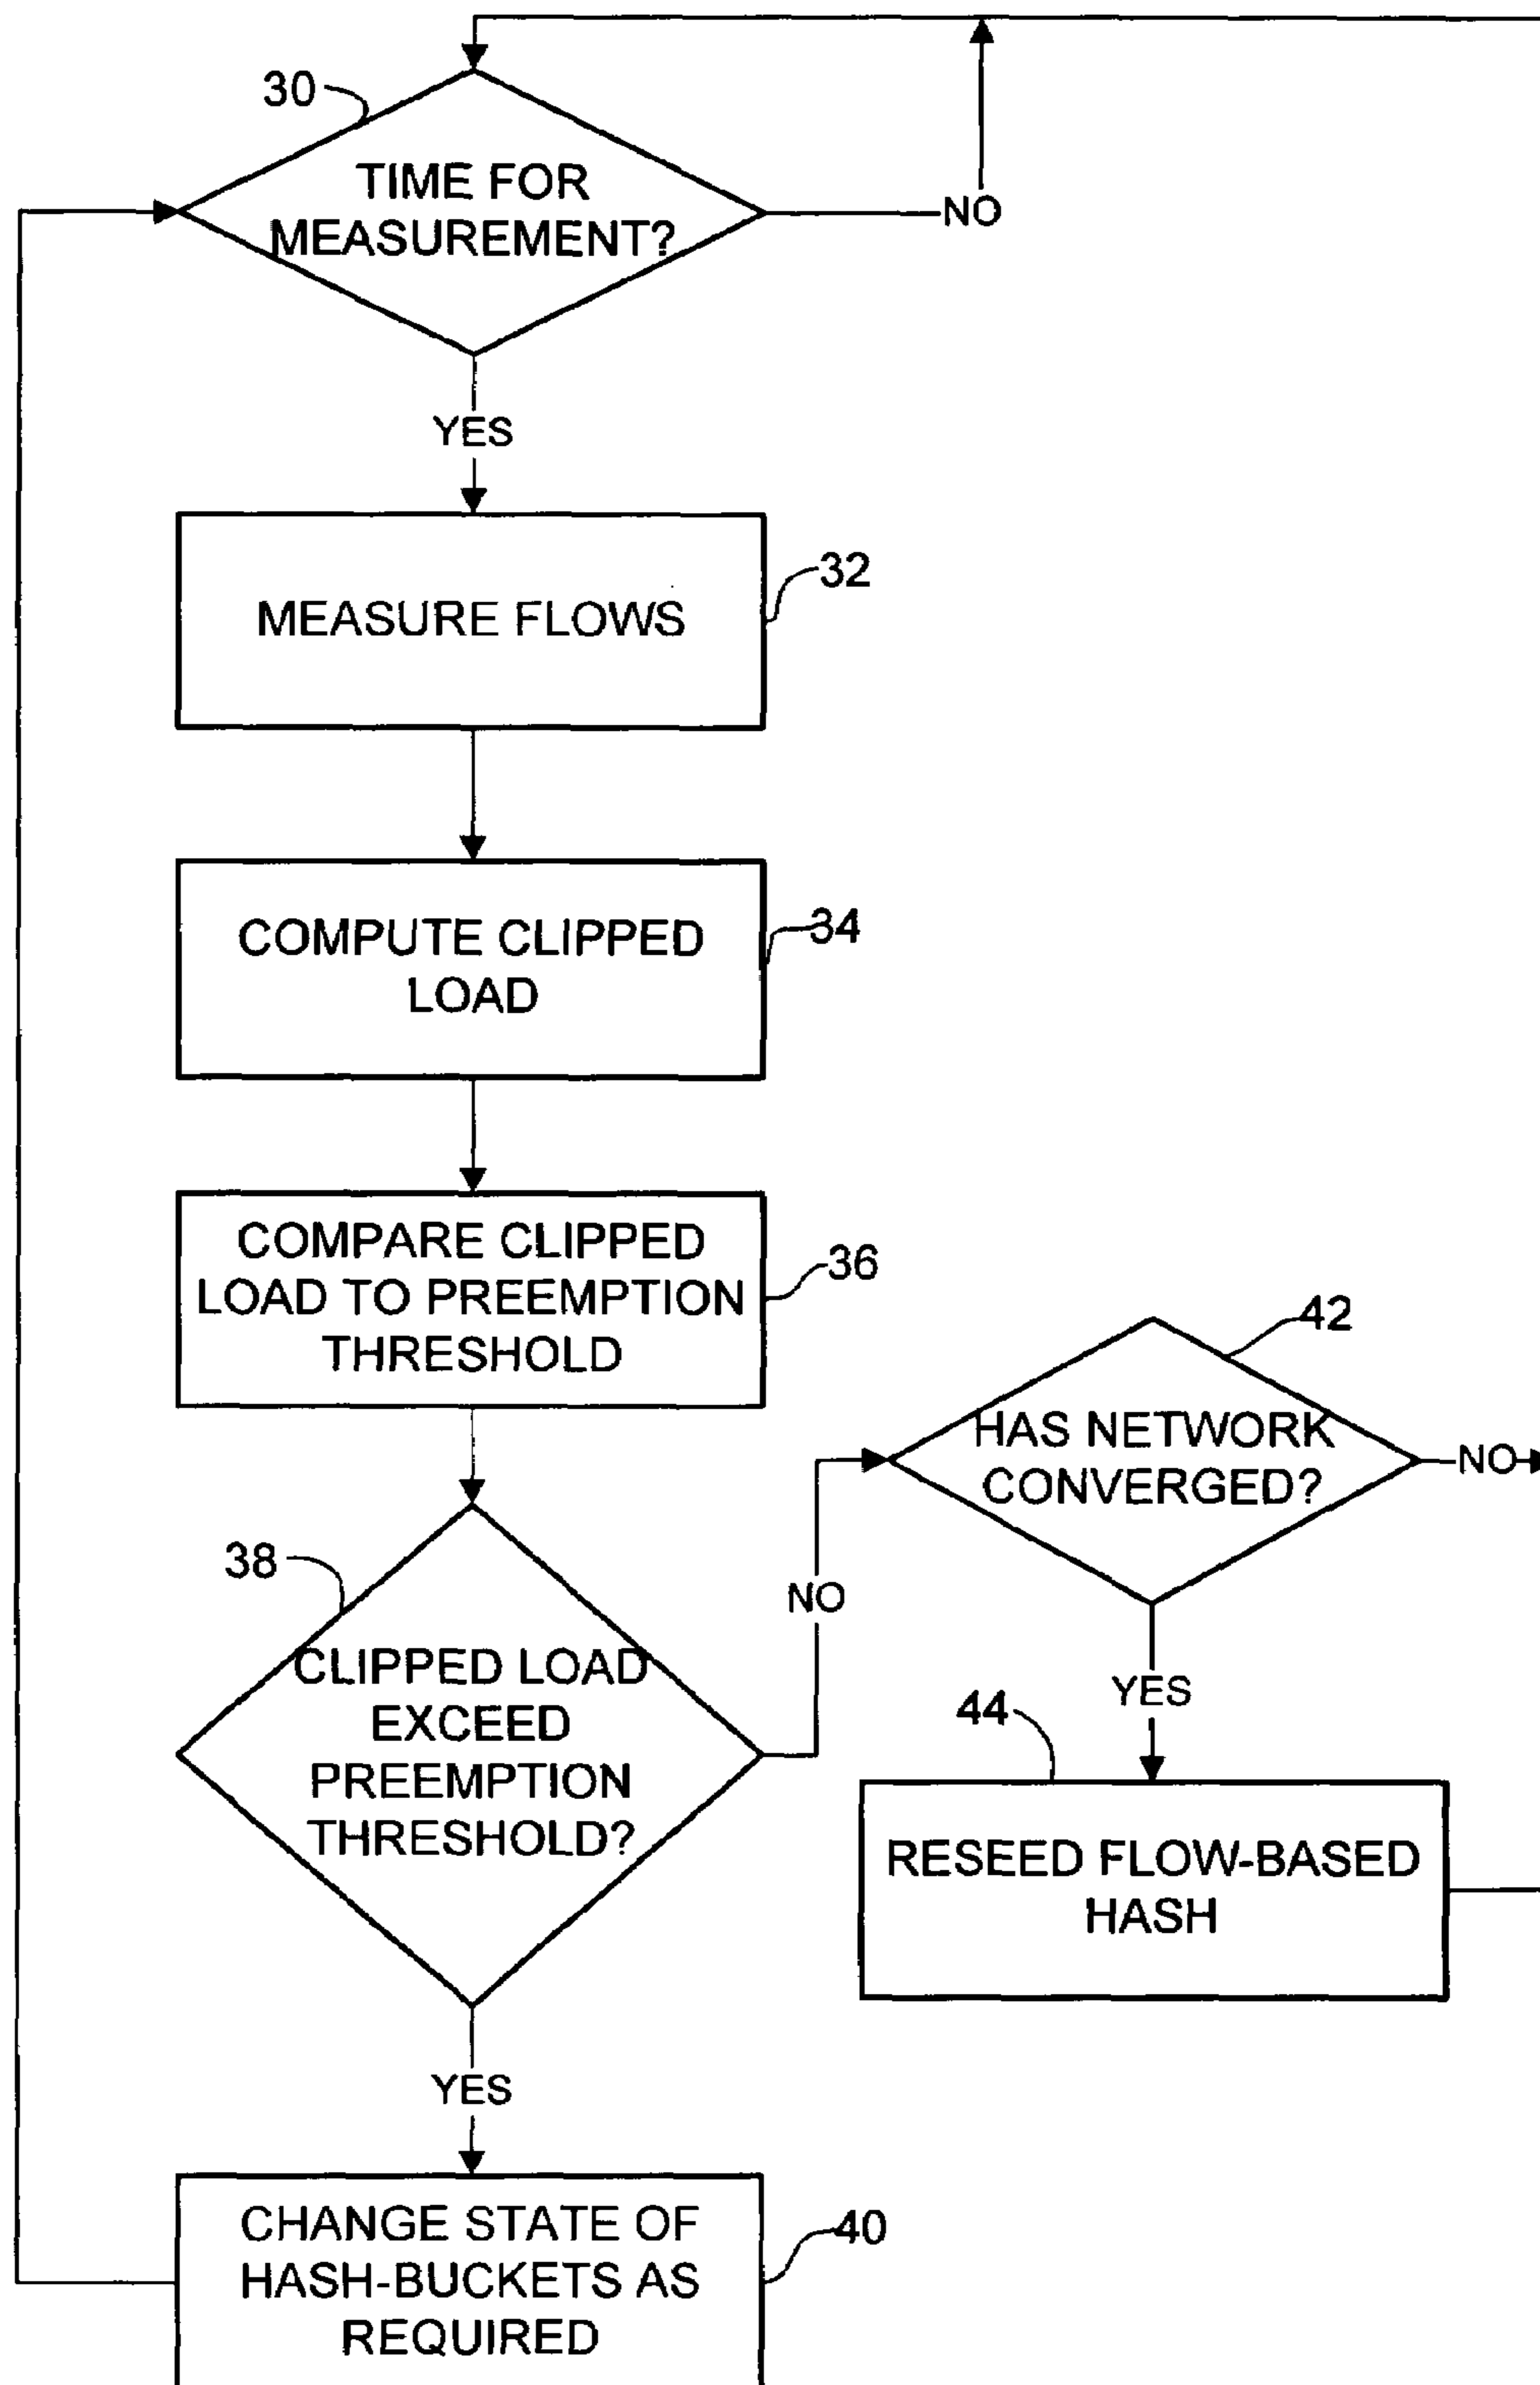 30
TIME FOR
MEASUREMENT?
NO
YES
MEASURE FLOWS
32
COMPUTE CLIPPED
LOAD
34
COMPARE CLIPPED
LOAD TO PREEMPTION
THRESHOLD
36
38
CLIPPED LOAD
EXCEED
PREEMPTION
THRESHOLD?
NO
42
HAS NETWORK
CONVERGED?
NO
YES
44
RESEED FLOW-BASED
HASH
YES
CHANGE STATE OF
HASH-BUCKETS AS
REQUIRED
40